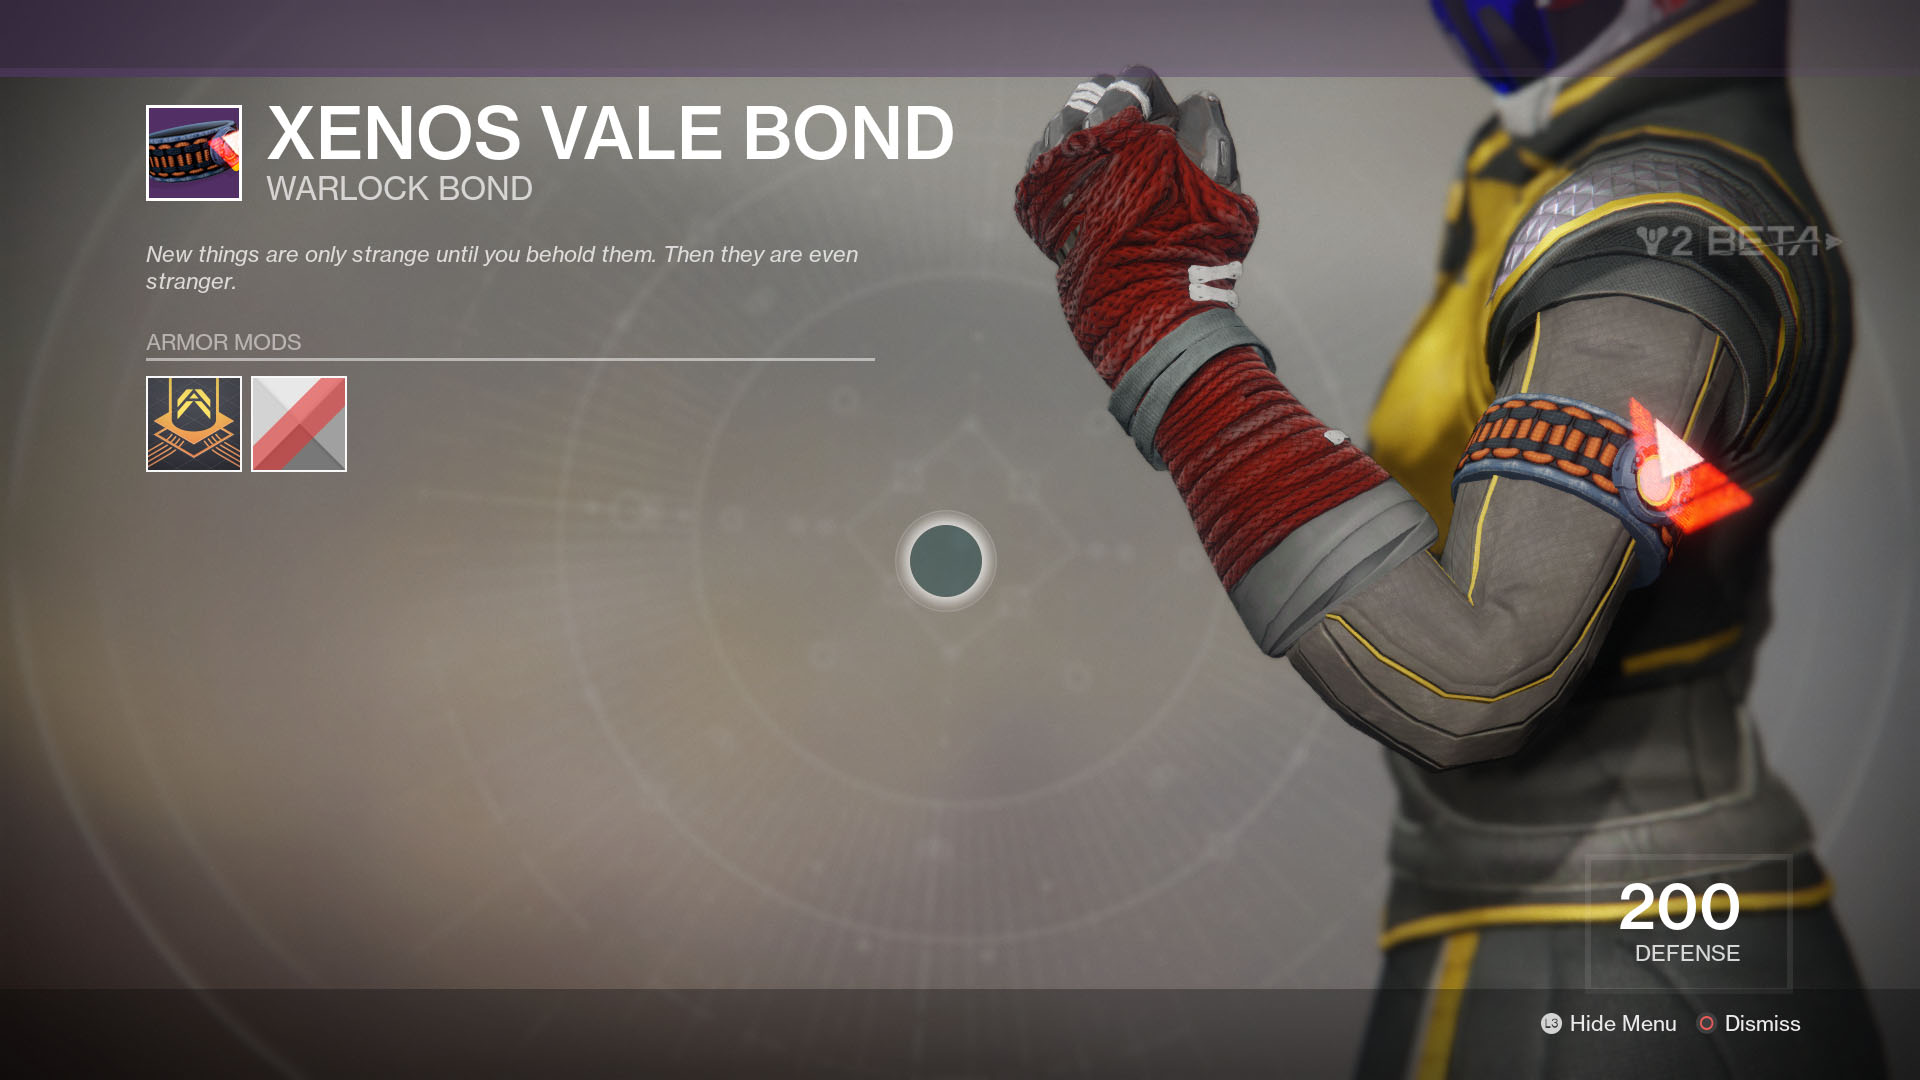 XENOS VALE BOND
WARLOCK BOND
New things are only strange until you behold them. Then they are even
stranger.
ARMOR MODS
2 BETA
200
DEFENSE
L3 Hide Menu Dismiss